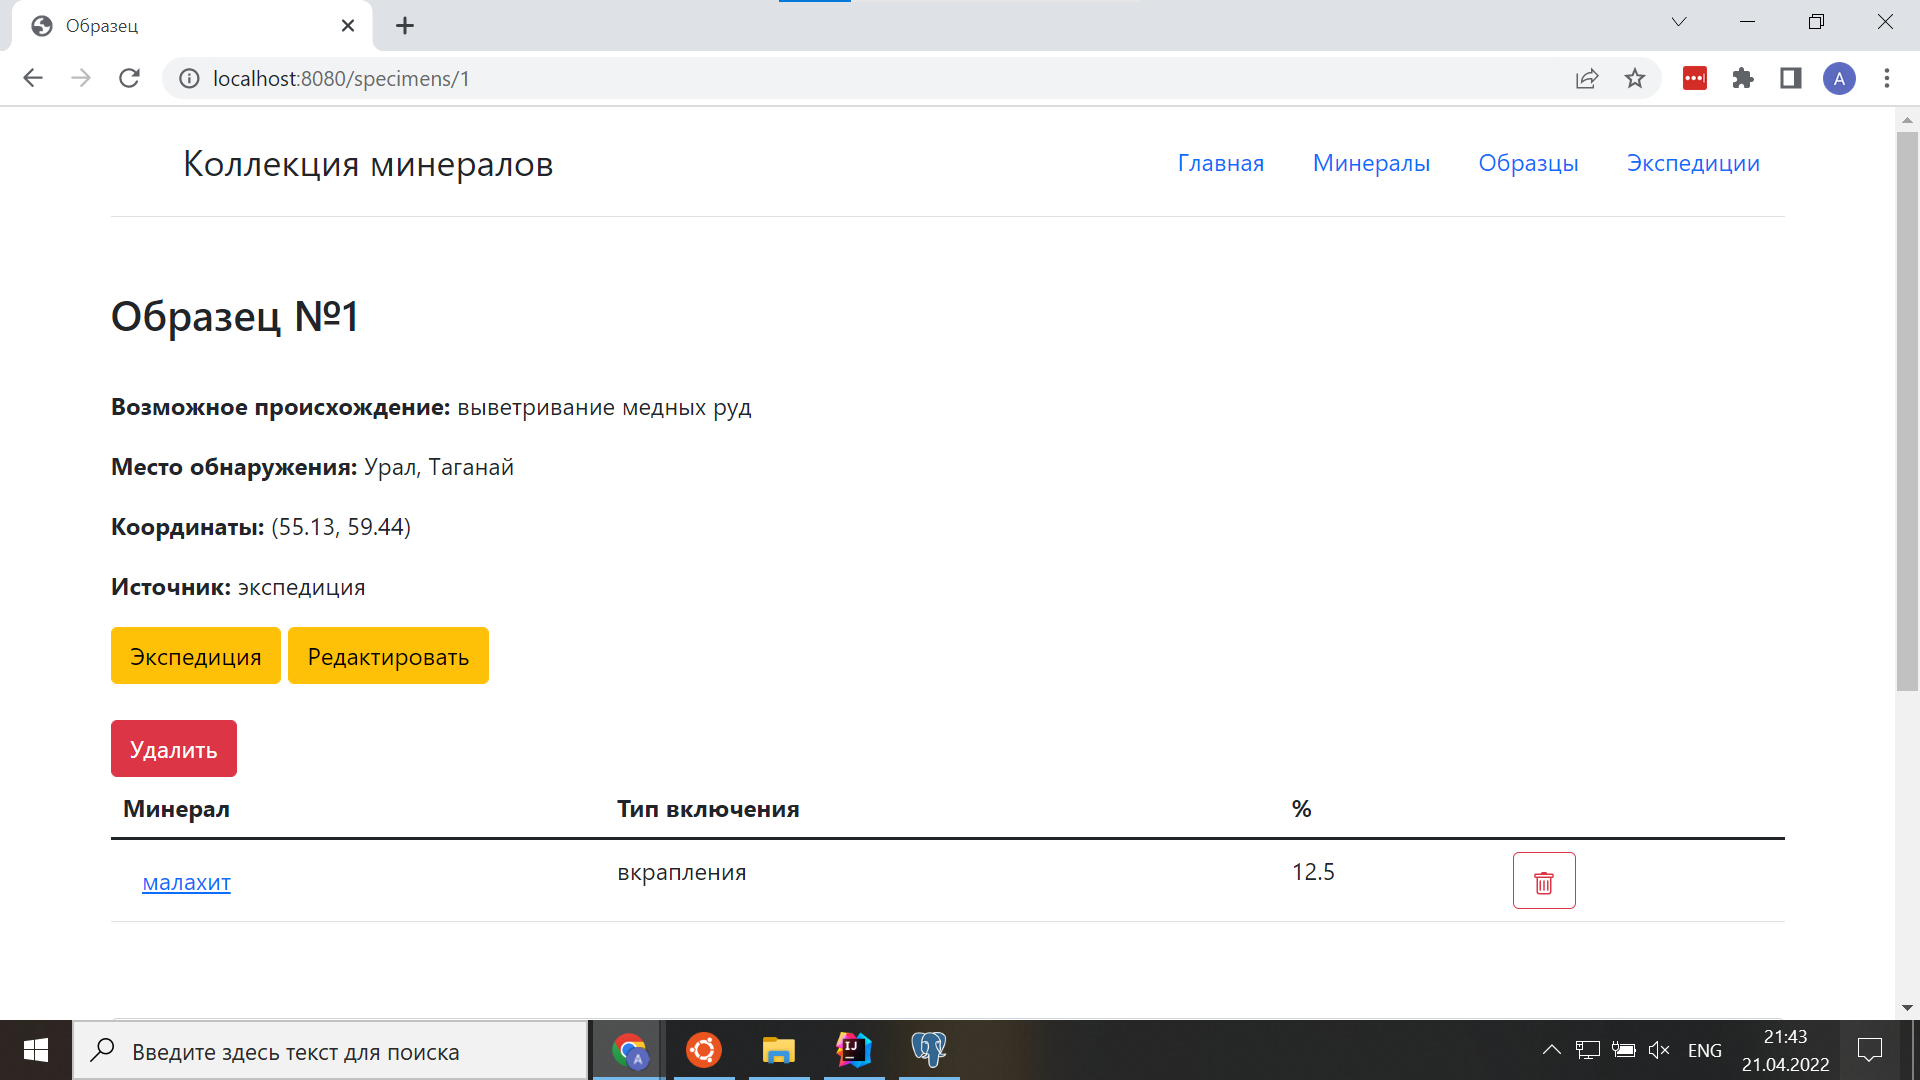 Образец
localhost:8080/specimens/1
A
Коллекция минералов
Главная
Минералы
Образцы
Экспедиции
Образец №1
Возможное происхождение: выветривание медных руд
Место обнаружения: Урал, Таганай
Координаты: (55.13, 59.44)
Источник: экспедиция
Экспедиция
Редактировать
Удалить
Минерал
Тип включения
%
малахит
вкрапления
12.5
Введите здесь текст для поиска
A
IJ
ENG
21:43
21.04.2022